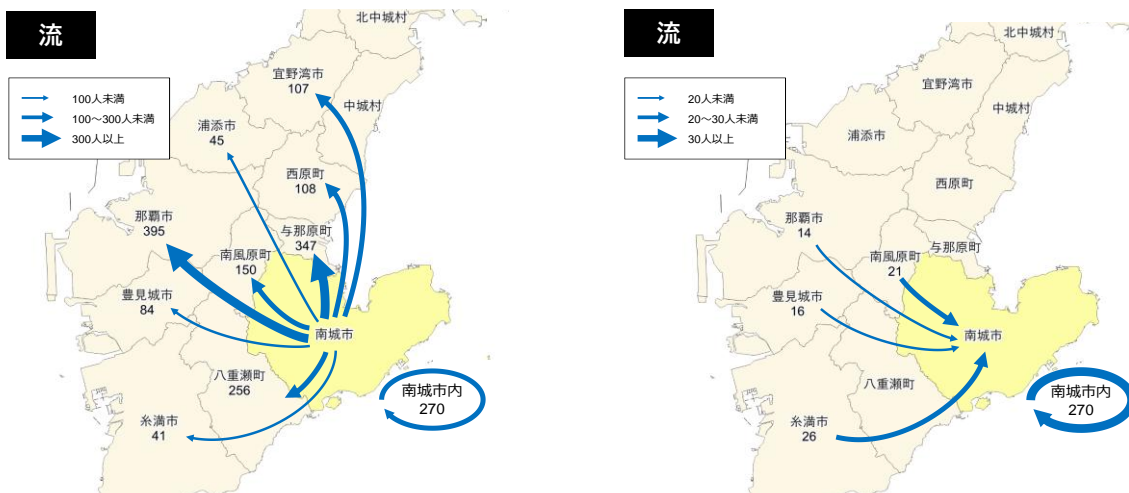 流
100人未満
100～300人未満
300人以上
北中城村
宜野湾市
107
中城村
浦添市
45
西原町
108
那覇市
395
与那原町
347
南風原町
150
豊見城市
84
南城市
八重瀬町
256
南城市内
270
糸満市
41
流
20人未満
20～30人未満
30人以上
北中城村
宜野湾市
中城村
浦添市
西原町
那覇市
14
与那原町
南風原町
21
豊見城市
16
南城市
八重瀬町
南城市内
270
糸満市
26